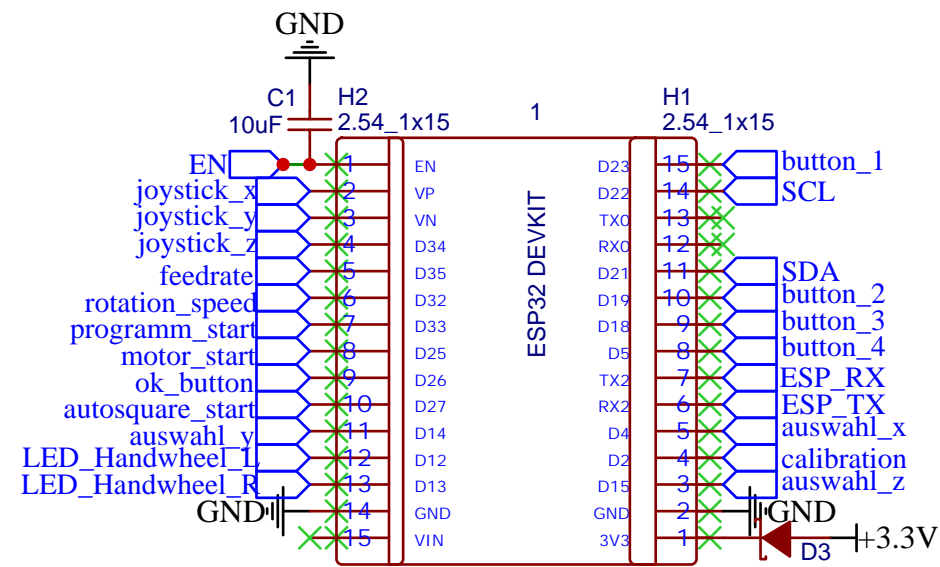 GND
C1
10uF
H2
2.54_1x15
1
H1
2.54_1x15
ESP32 DEVKIT
EN 1 EN
joystick_x 2 VP
joystick_y 3 VN
joystick_z 4 D34
feedrate 5 D35
rotation_speed 6 D32
programm_start 7 D33
motor_start 8 D25
ok_button 9 D26
autosquare_start 10 D27
auswahl_y 11 D14
LED_Handwheel_L 12 D12
LED_Handwheel_R 13 D13
GND 14 GND
15 VIN
D23 15 button_1
D22 14 SCL
TX0 13
RX0 12
D21 11 SDA
D19 10 button_2
D18 9 button_3
D5 8 button_4
TX2 7 ESP_RX
RX2 6 ESP_TX
D4 5 auswahl_x
D2 4 calibration
D15 3 auswahl_z
GND 2 GND
3V3 1
D3
+3.3V